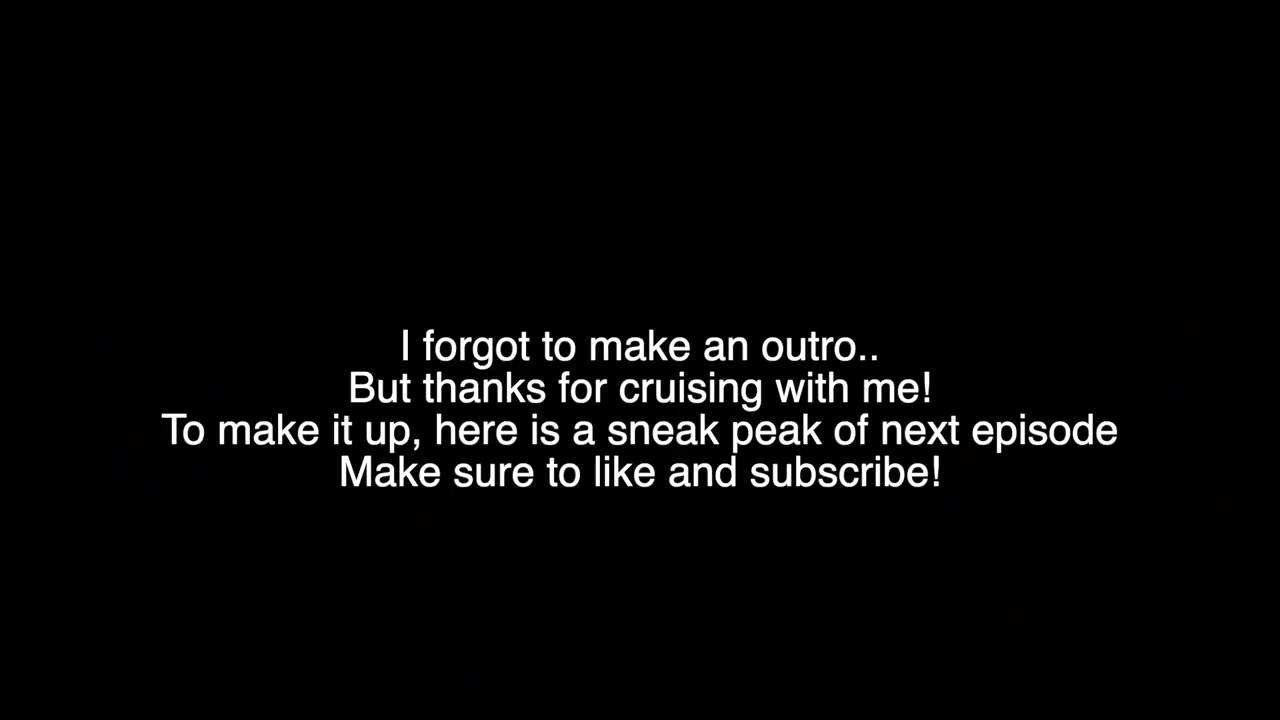 I forgot to make an outro..
But thanks for cruising with me!
To make it up, here is a sneak peak of next episode
Make sure to like and subscribe!